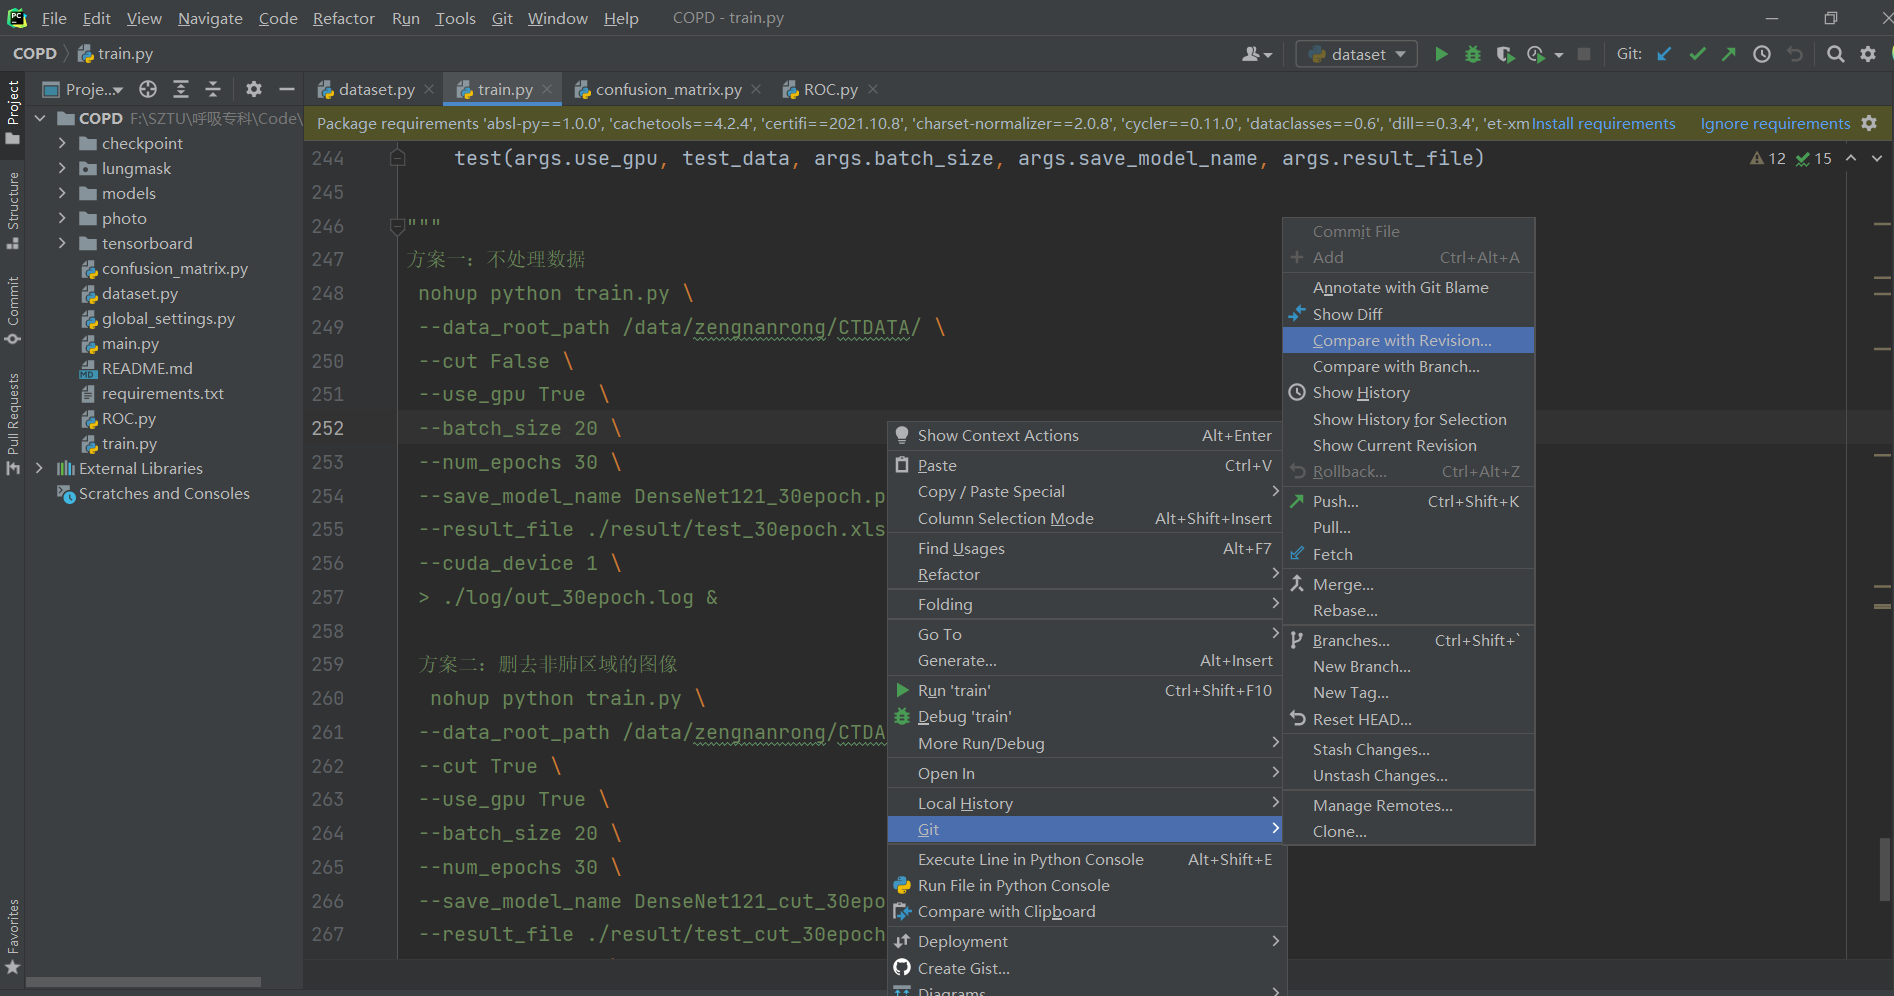 File Edit View Navigate Code Refactor Run Tools Git Window Help COPD - train.py
COPD train.py dataset Git:
Proje... dataset.py train.py confusion_matrix.py ROC.py
Package requirements 'absl-py==1.0.0', 'cachetools==4.2.4', 'certifi==2021.10.8', 'charset-normalizer==2.0.8', 'cycler==0.11.0', 'dataclasses==0.6', 'dill==0.3.4', 'et-xm Install requirements Ignore requirements
Project
Structure
Commit
Pull Requests
Favorites
COPD F:\SZTU\呼吸专科\Code\
checkpoint
lungmask
models
photo
tensorboard
confusion_matrix.py
dataset.py
global_settings.py
main.py
README.md
requirements.txt
ROC.py
train.py
External Libraries
Scratches and Consoles
12 15
244 test(args.use_gpu, test_data, args.batch_size, args.save_model_name, args.result_file)
245
246 """
247 方案一：不处理数据
248 nohup python train.py \
249 --data_root_path /data/zengnanrong/CTDATA/ \
250 --cut False \
251 --use_gpu True \
252 --batch_size 20 \
253 --num_epochs 30 \
254 --save_model_name DenseNet121_30epoch.p
255 --result_file ./result/test_30epoch.xls
256 --cuda_device 1 \
257 > ./log/out_30epoch.log &
258
259 方案二：删去非肺区域的图像
260 nohup python train.py \
261 --data_root_path /data/zengnanrong/CTDA
262 --cut True \
263 --use_gpu True \
264 --batch_size 20 \
265 --num_epochs 30 \
266 --save_model_name DenseNet121_cut_30epo
267 --result_file ./result/test_cut_30epoch
Show Context Actions Alt+Enter
Paste Ctrl+V
Copy / Paste Special
Column Selection Mode Alt+Shift+Insert
Find Usages Alt+F7
Refactor
Folding
Go To
Generate... Alt+Insert
Run 'train' Ctrl+Shift+F10
Debug 'train'
More Run/Debug
Open In
Local History
Git
Execute Line in Python Console Alt+Shift+E
Run File in Python Console
Compare with Clipboard
Deployment
Create Gist...
Diagrams
Commit File
Add Ctrl+Alt+A
Annotate with Git Blame
Show Diff
Compare with Revision...
Compare with Branch...
Show History
Show History for Selection
Show Current Revision
Rollback... Ctrl+Alt+Z
Push... Ctrl+Shift+K
Pull...
Fetch
Merge...
Rebase...
Branches... Ctrl+Shift+`
New Branch...
New Tag...
Reset HEAD...
Stash Changes...
Unstash Changes...
Manage Remotes...
Clone...